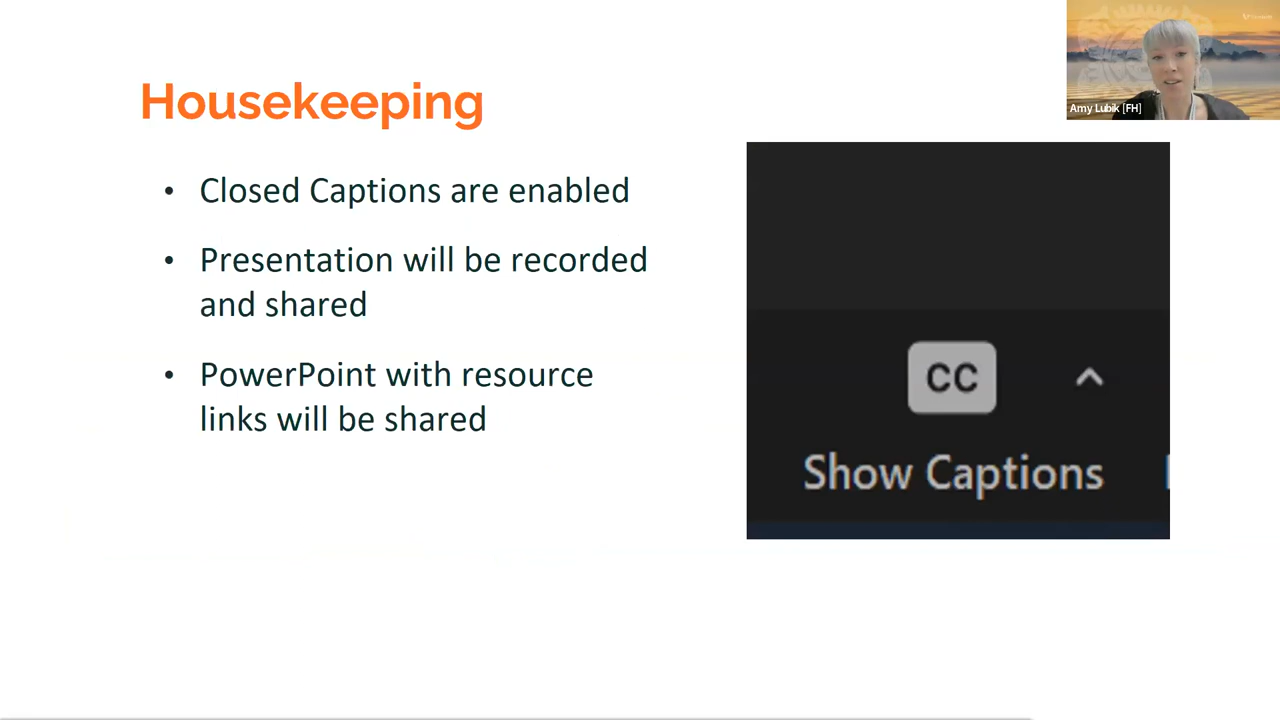 Housekeeping
Amy Lubik [FH]
• Closed Captions are enabled
• Presentation will be recorded
and shared
• PowerPoint with resource
links will be shared
CC
Show Captions